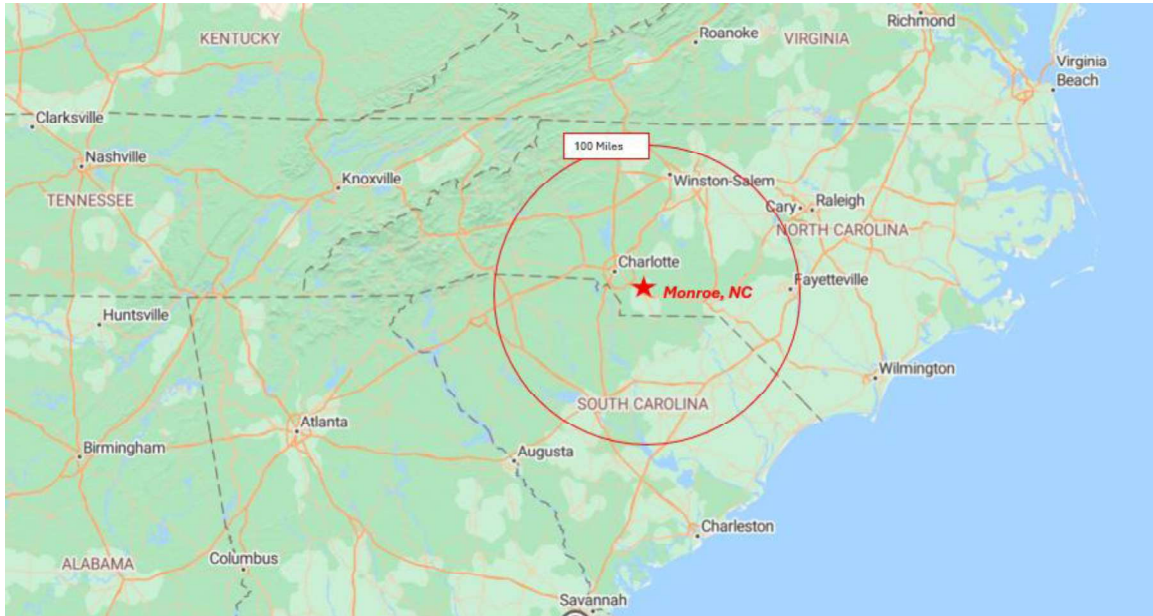 Richmond
KENTUCKY
Roanoke
VIRGINIA
Virginia
Beach
Clarksville
100 Miles
Nashville
Knoxville
Winston-Salem
TENNESSEE
Cary
Raleigh
NORTH CAROLINA
Charlotte
Fayetteville
Monroe, NC
Huntsville
Wilmington
SOUTH CAROLINA
Atlanta
Birmingham
Augusta
Charleston
Columbus
ALABAMA
Savannah